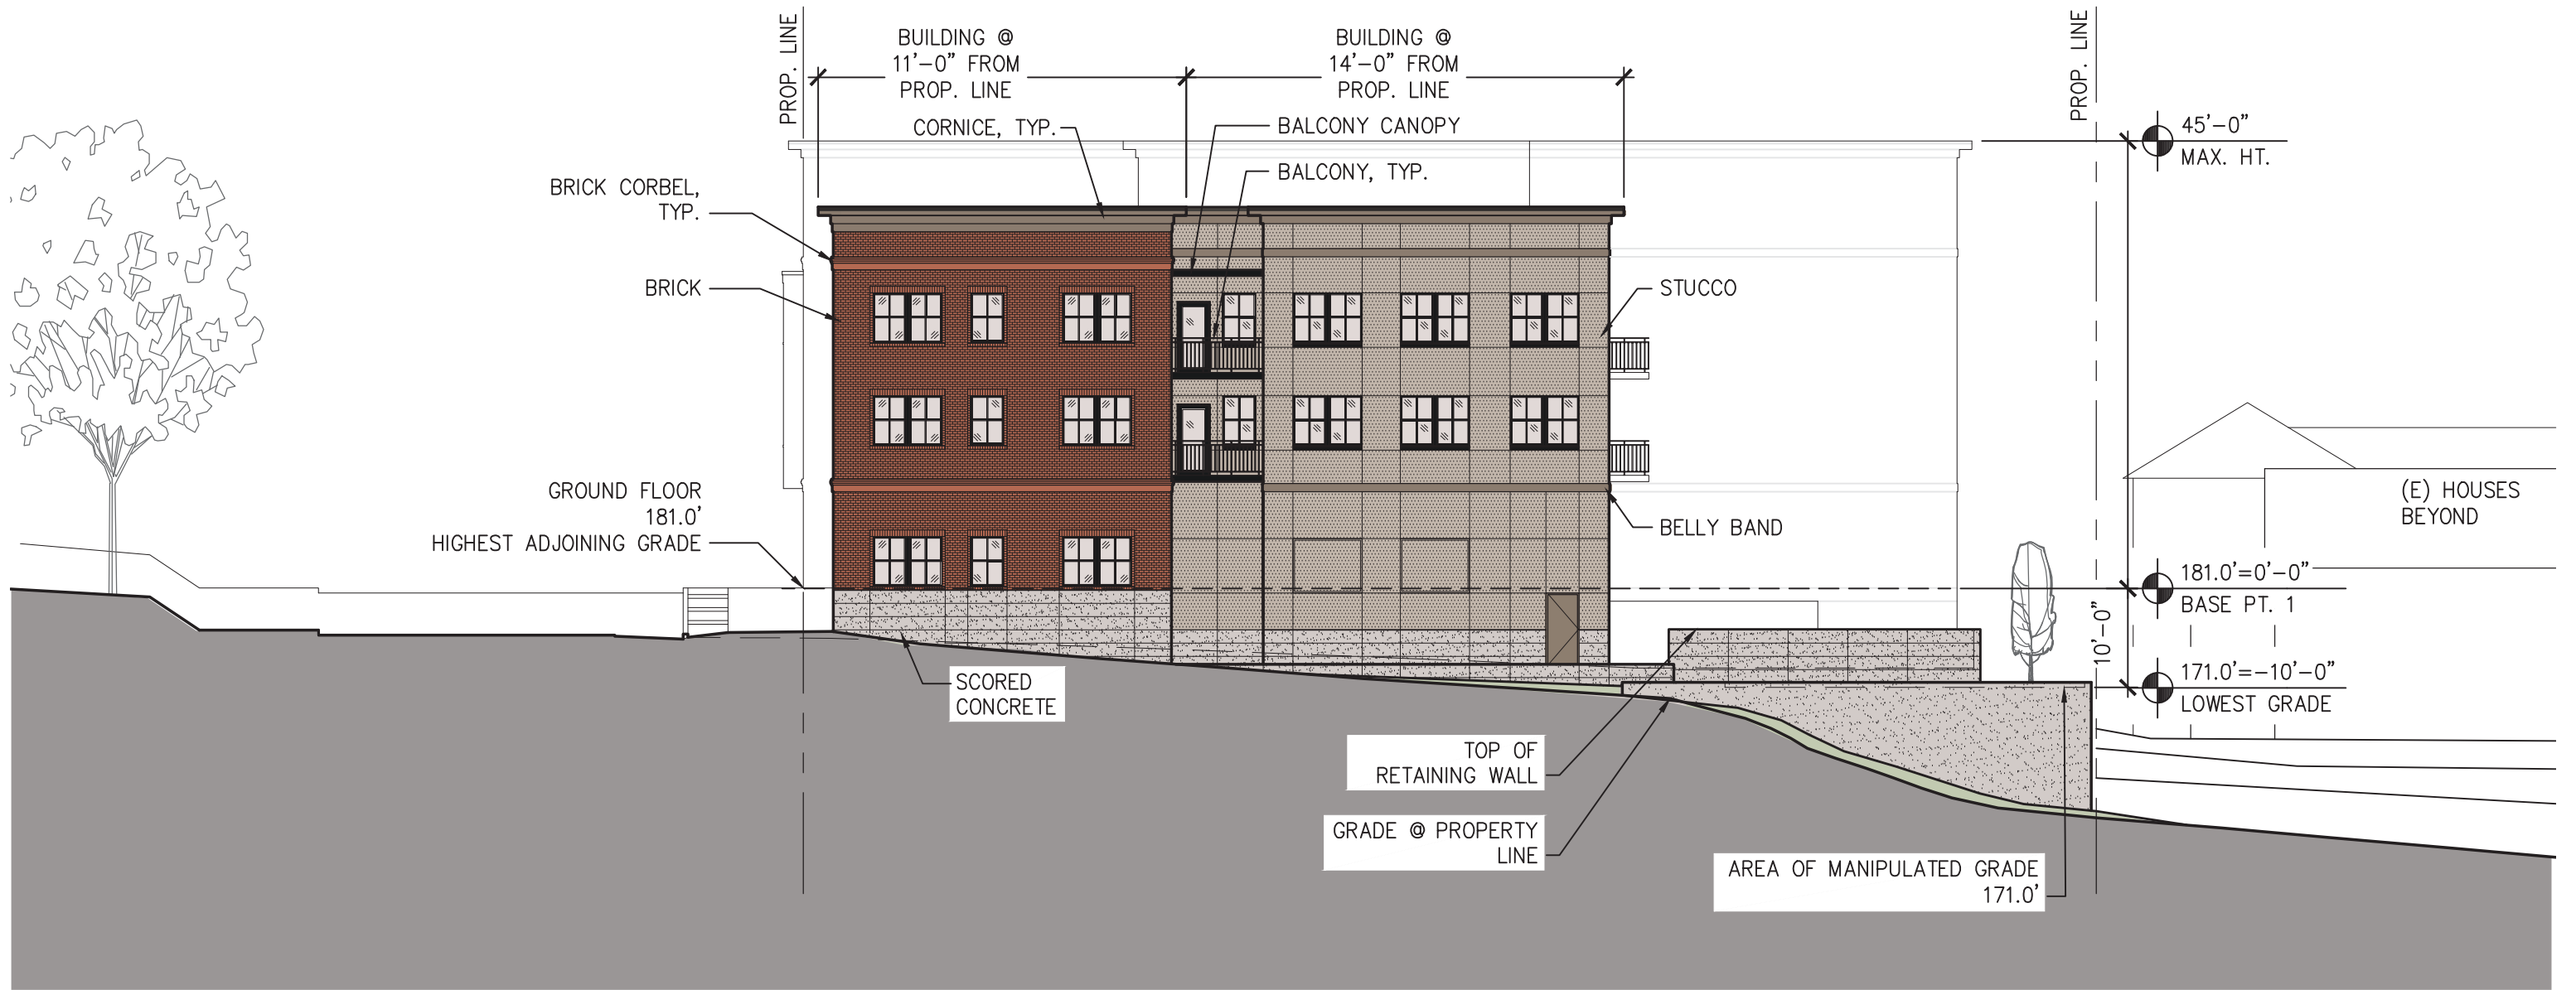 PROP. LINE
BUILDING @
11'-0" FROM
PROP. LINE
BUILDING @
14'-0" FROM
PROP. LINE
PROP. LINE
CORNICE, TYP.
BALCONY CANOPY
45'-0"
MAX. HT.
BALCONY, TYP.
BRICK CORBEL,
TYP.
BRICK
STUCCO
GROUND FLOOR
181.0'
HIGHEST ADJOINING GRADE
BELLY BAND
(E) HOUSES
BEYOND
181.0'=0'-0"
BASE PT. 1
10'-0"
171.0'=-10'-0"
LOWEST GRADE
SCORED
CONCRETE
TOP OF
RETAINING WALL
GRADE @ PROPERTY
LINE
AREA OF MANIPULATED GRADE
171.0'